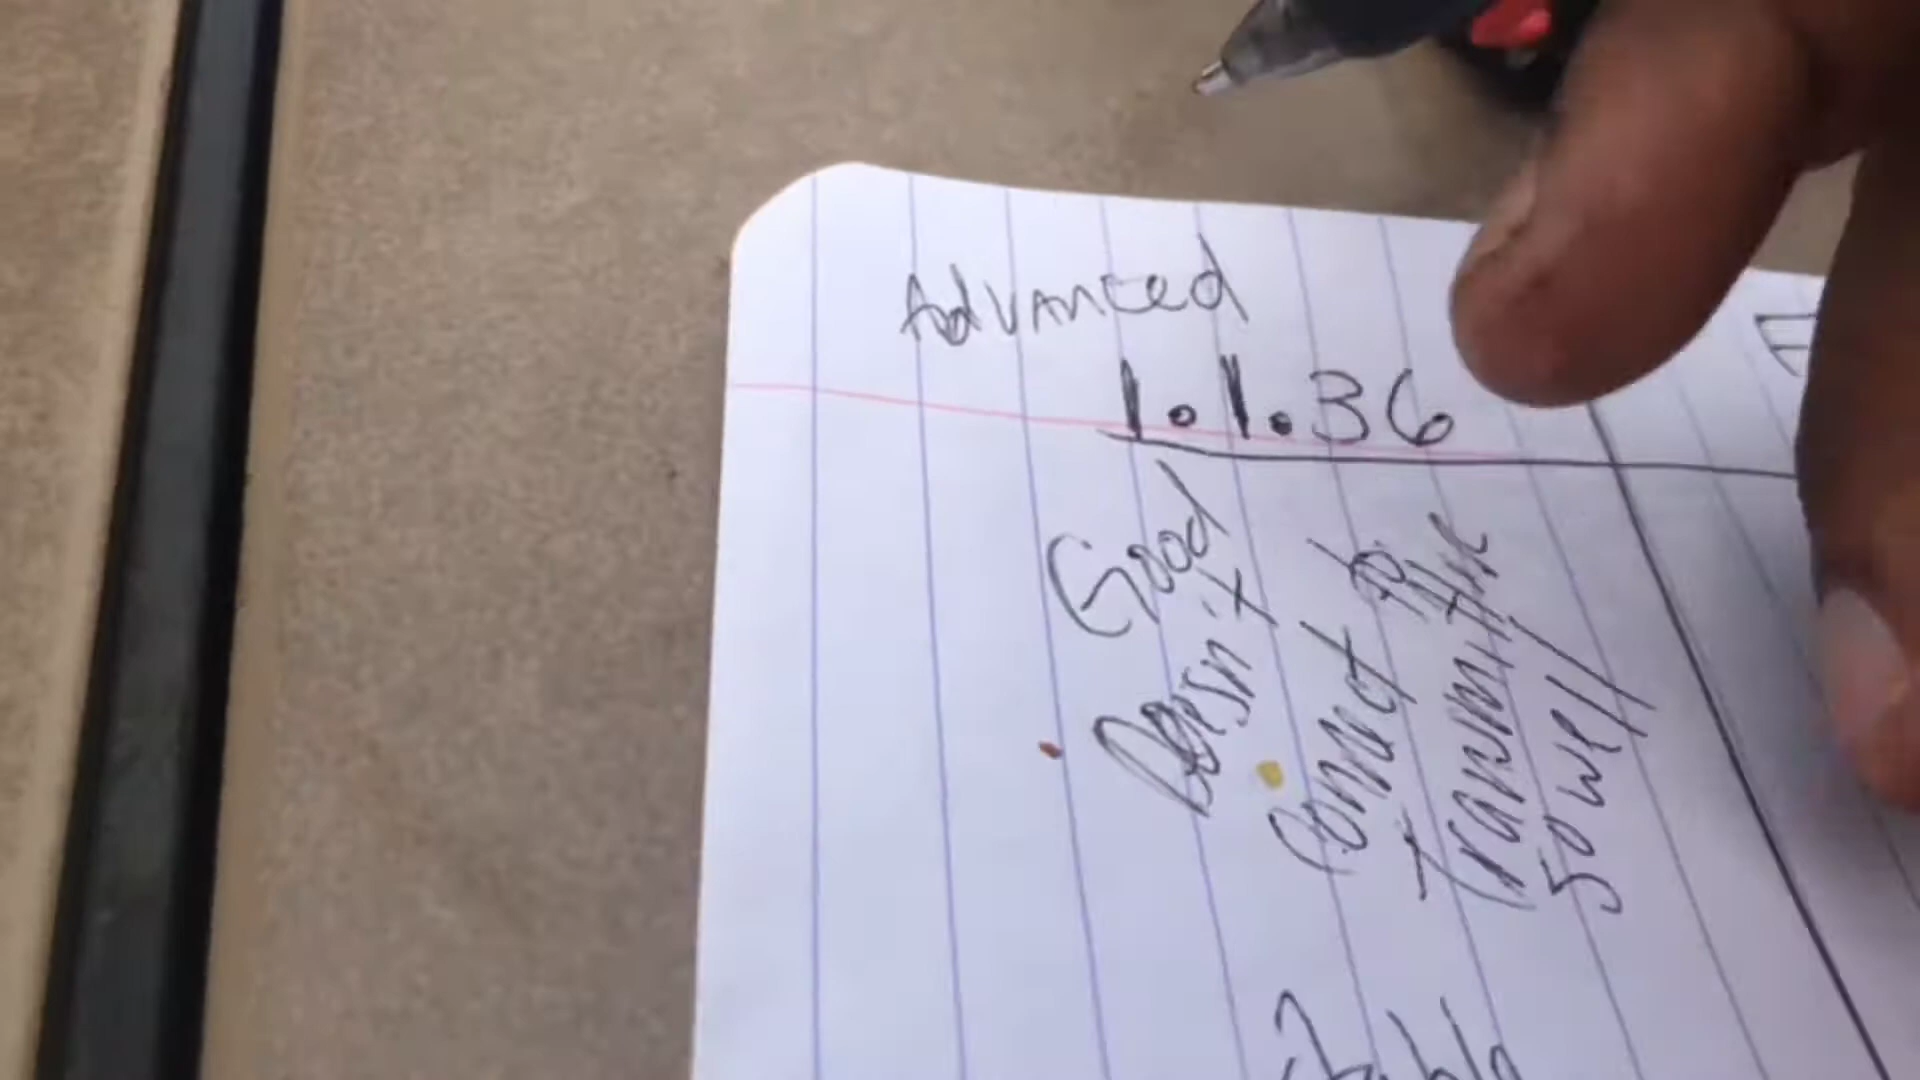 Advanced
1.1.36
Good
Doesn't
Connect to
transmitter
so well